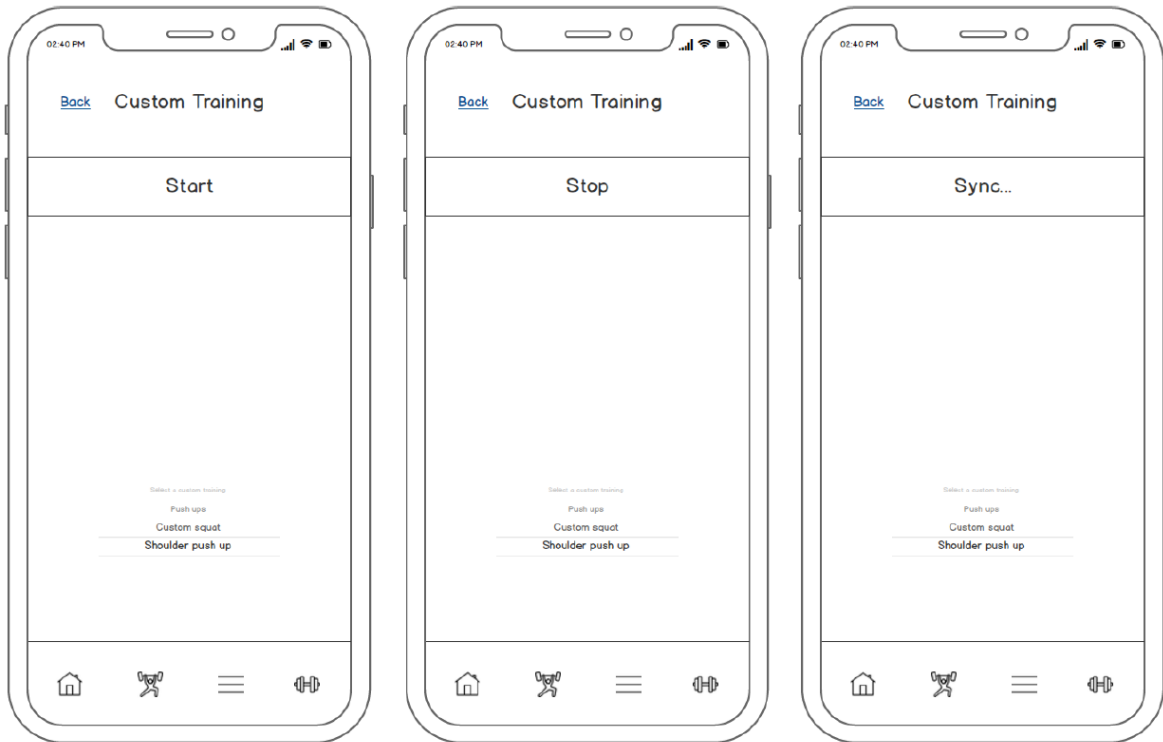 02:40 PM
Back Custom Training
Start
Select a custom training
Push ups
Custom squat
Shoulder push up
02:40 PM
Back Custom Training
Stop
Select a custom training
Push ups
Custom squat
Shoulder push up
02:40 PM
Back Custom Training
Sync...
Select a custom training
Push ups
Custom squat
Shoulder push up